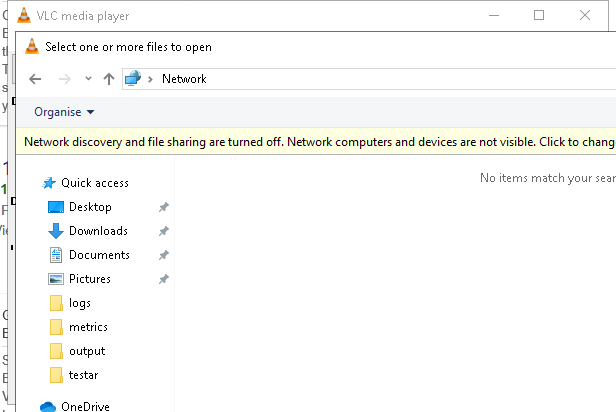 VLC media player
Select one or more files to open
Network
Organise
Network discovery and file sharing are turned off. Network computers and devices are not visible. Click to chang
No items match your sear
Quick access
Desktop
Downloads
Documents
Pictures
logs
metrics
output
testar
OneDrive